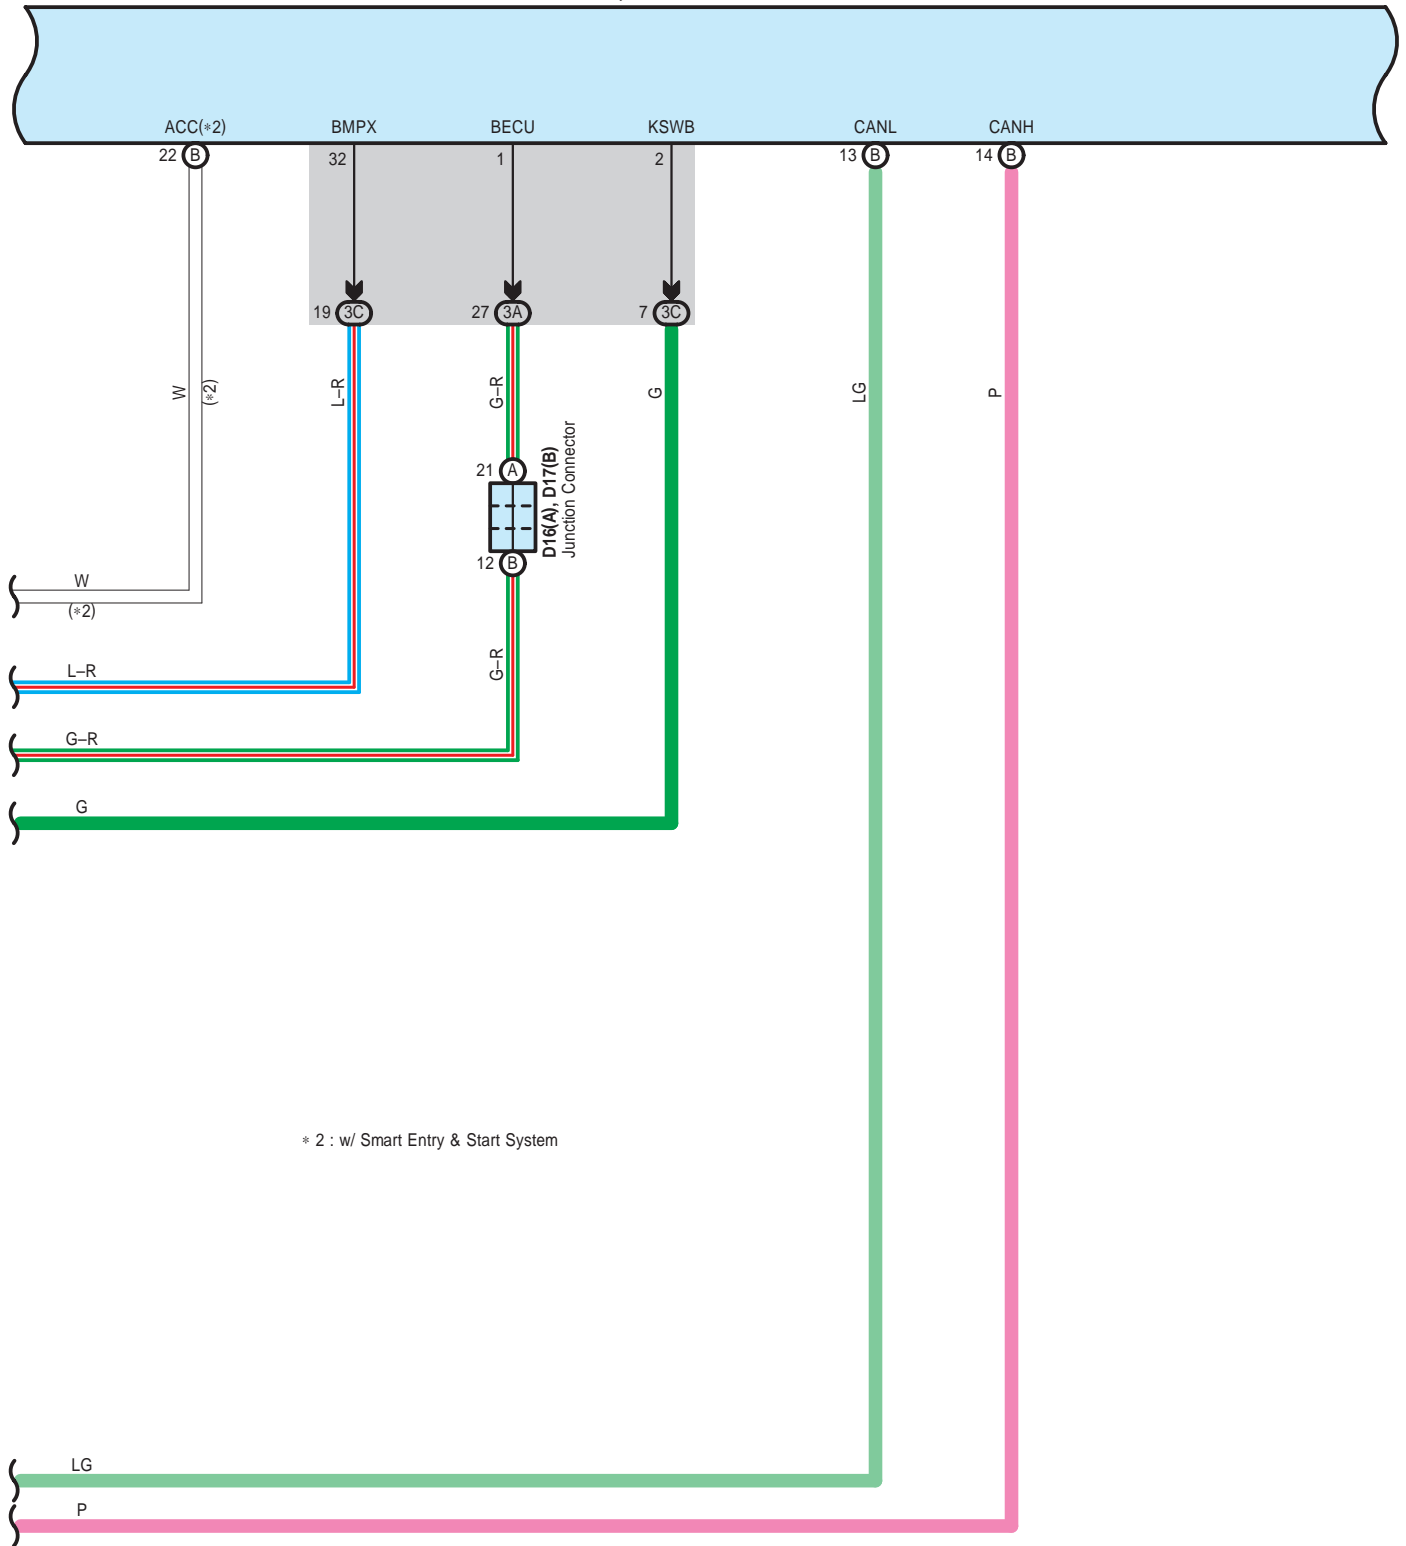 ACC(∗2) BMPX BECU KSWB CANL CANH
22 B 32 1 2 13 B 14 B
19 3C 27 3A 7 3C
W
(∗2)
L–R
G–R
G
LG
P
21 A
D16(A), D17(B)
Junction Connector
12 B
G–R
W
(∗2)
L–R
G–R
G
∗ 2 : w/ Smart Entry & Start System
LG
P